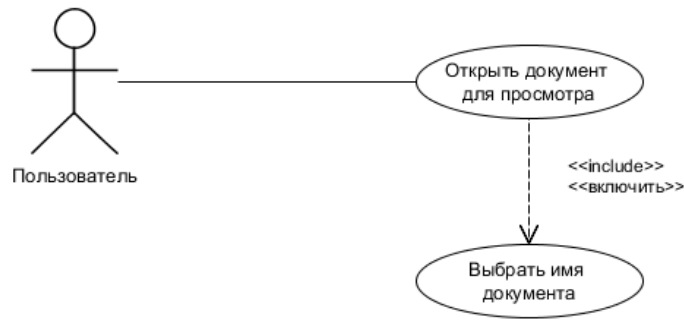 Открыть документ
для просмотра
<<include>>
<<включить>>
Пользователь
Выбрать имя
документа